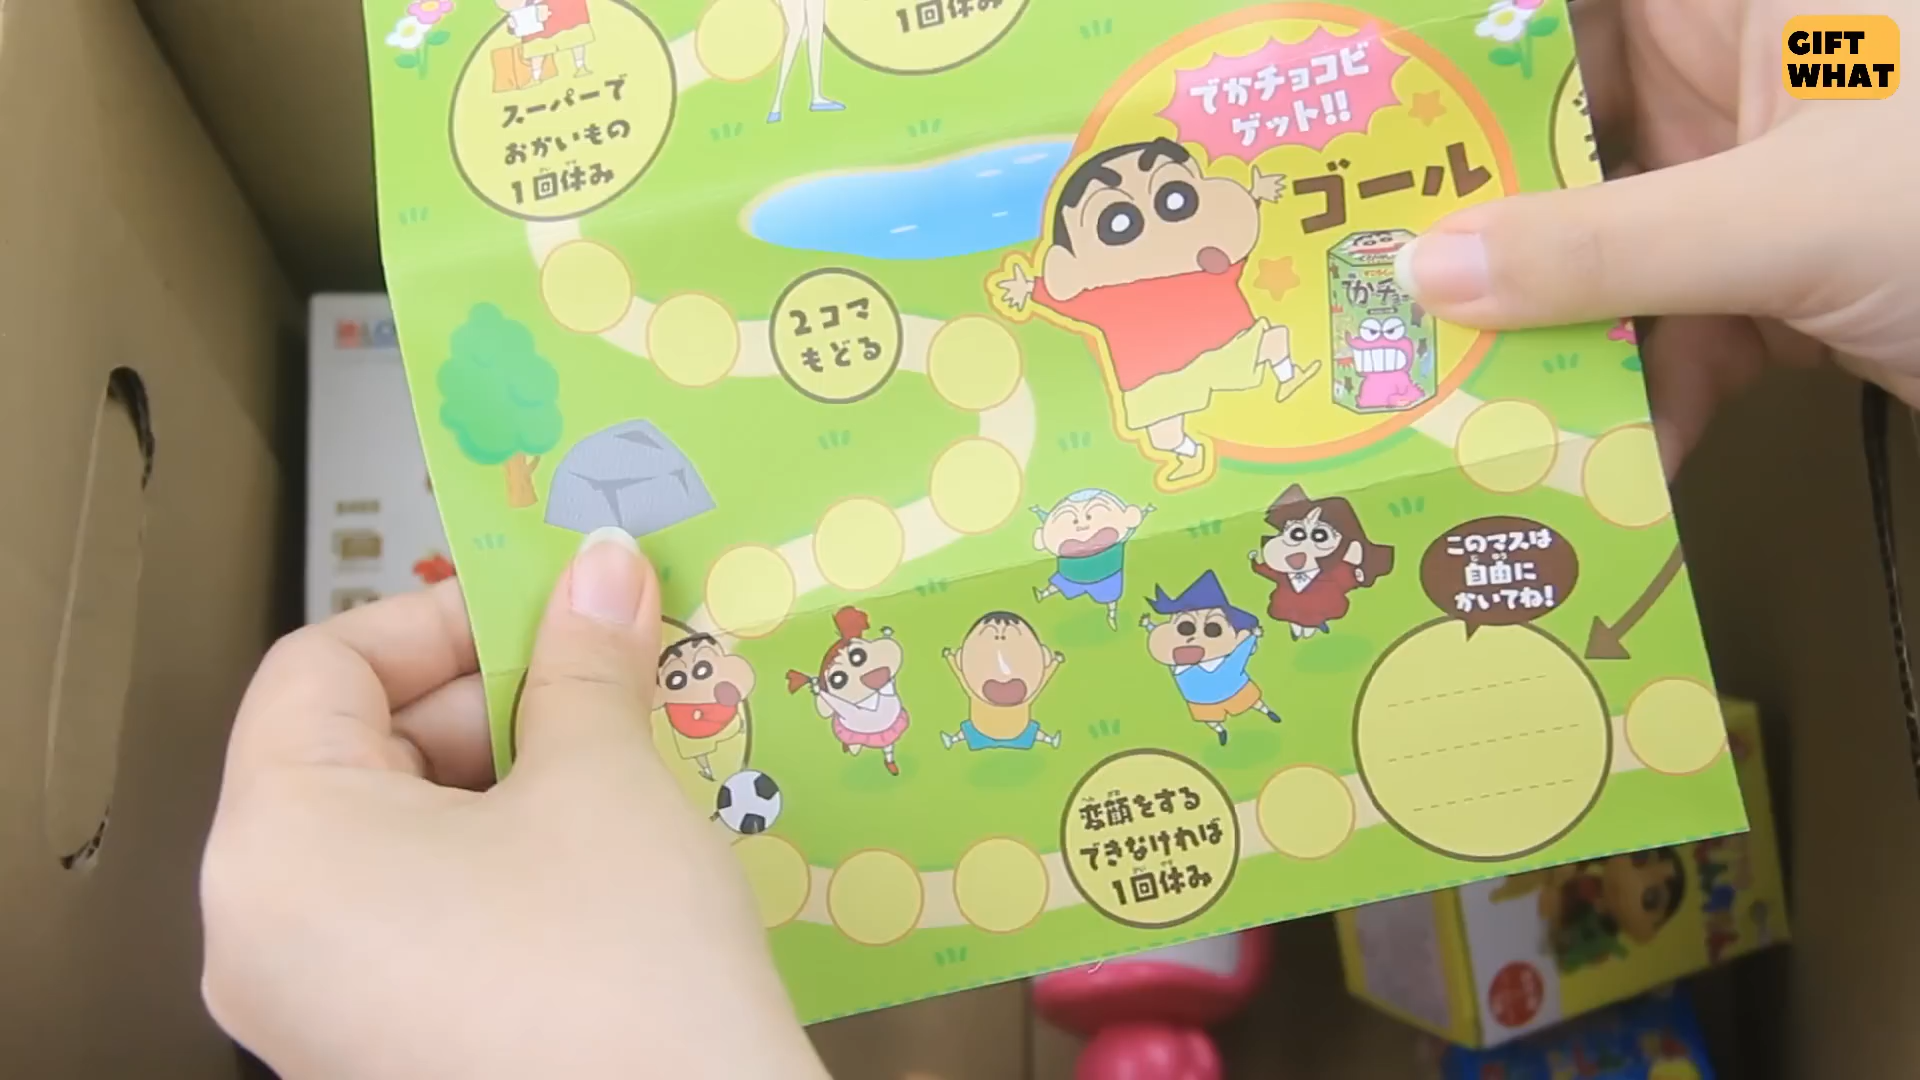 1回休み
GIFT
WHAT
スーパーで
おかいもの
1回休み
でかチョコビ
ゲット!!
ゴール
2コマ
もどる
このマスは
自由に
かいてね!
変顔をする
できなければ
1回休み